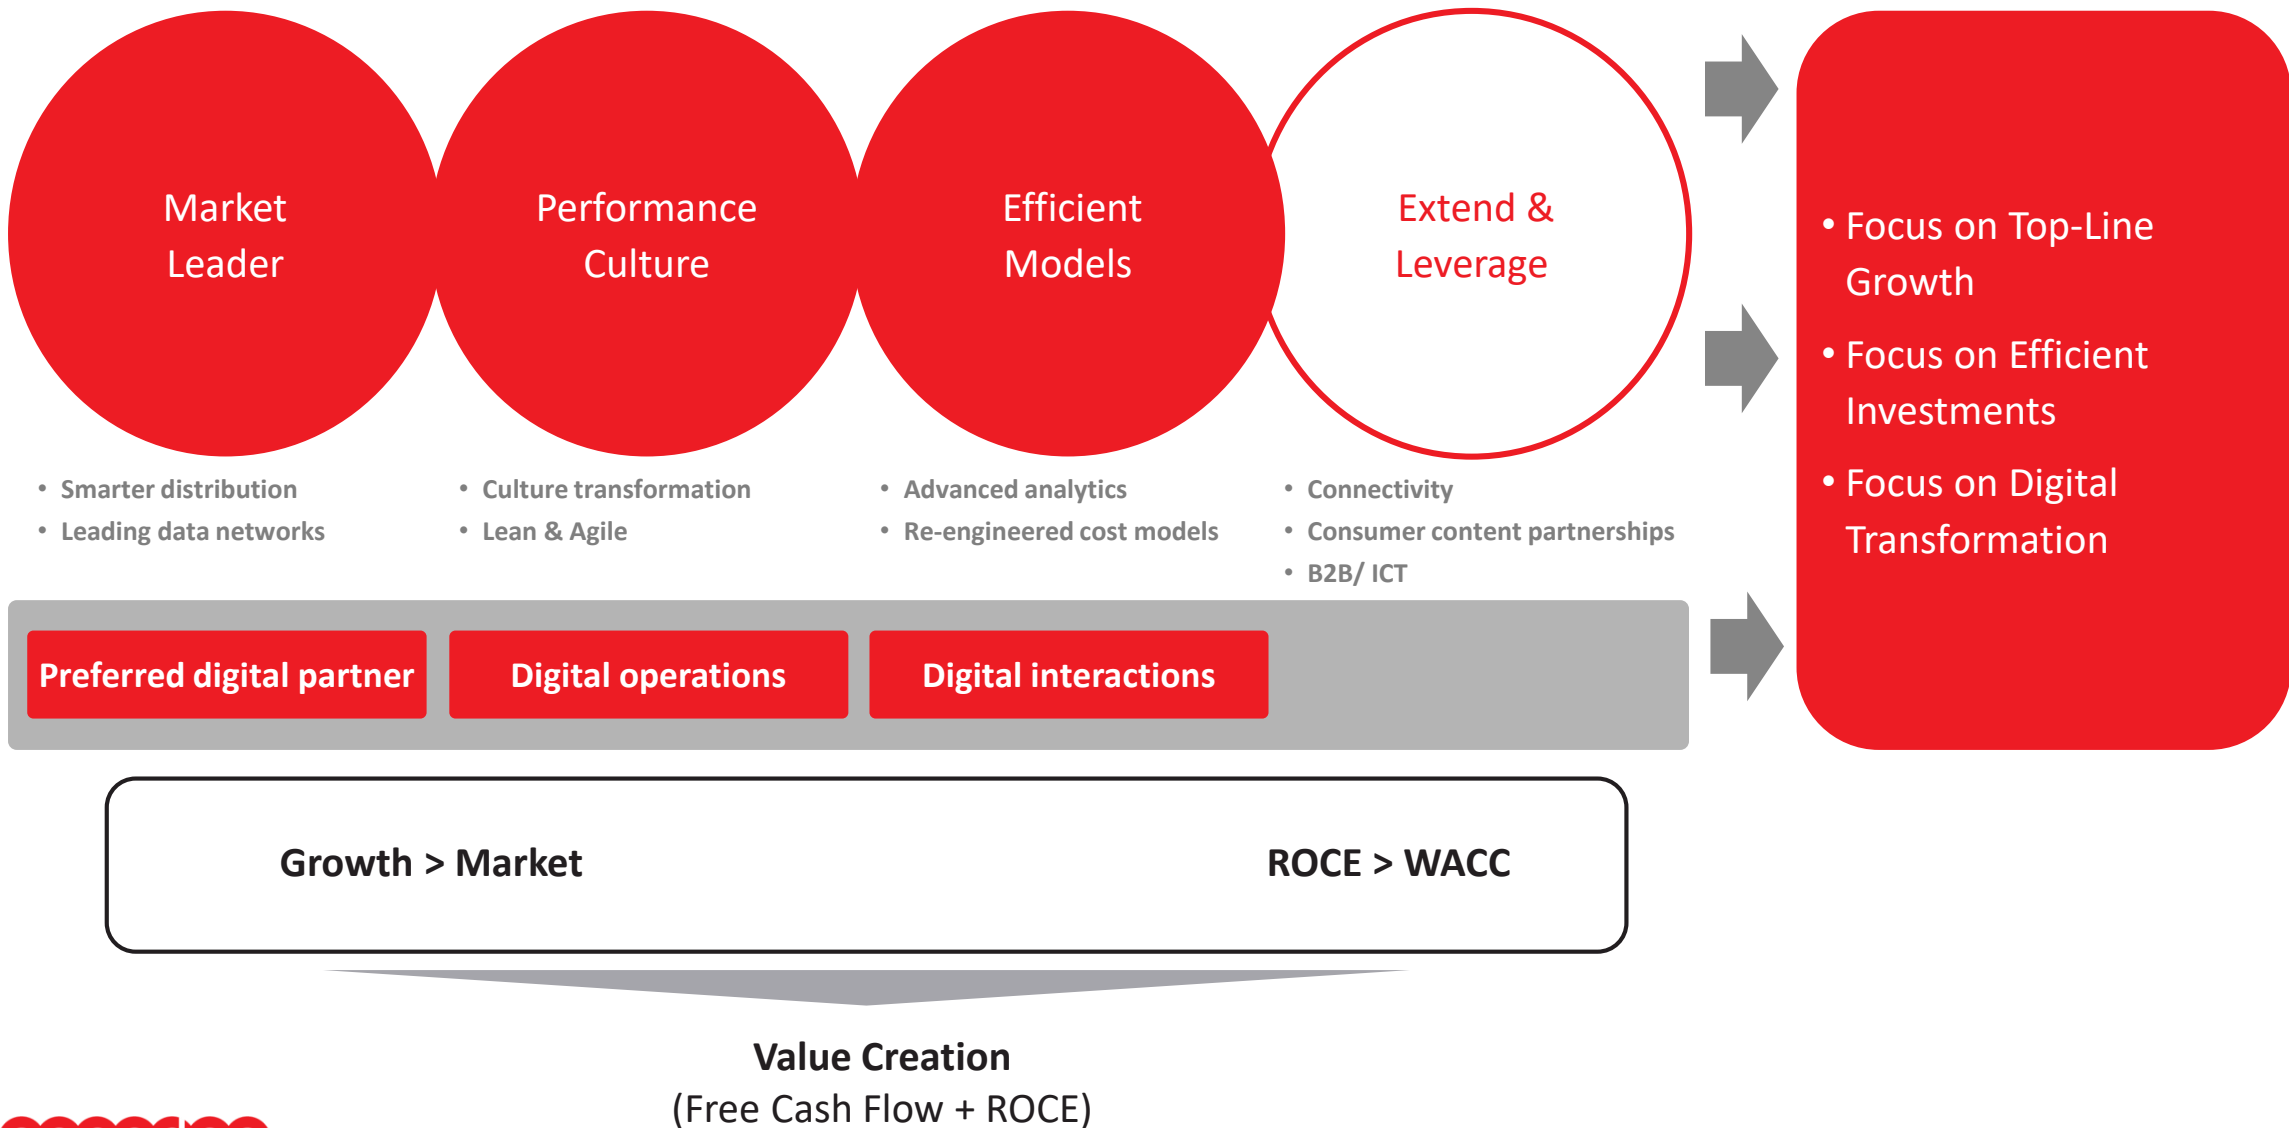 Market
Leader
Performance
Culture
Efficient
Models
Extend &
Leverage
• Smarter distribution
• Leading data networks
• Culture transformation
• Lean & Agile
• Advanced analytics
• Re-engineered cost models
• Connectivity
• Consumer content partnerships
• B2B/ ICT
Preferred digital partner
Digital operations
Digital interactions
• Focus on Top-Line
Growth
• Focus on Efficient
Investments
• Focus on Digital
Transformation
Growth > Market
ROCE > WACC
Value Creation
(Free Cash Flow + ROCE)